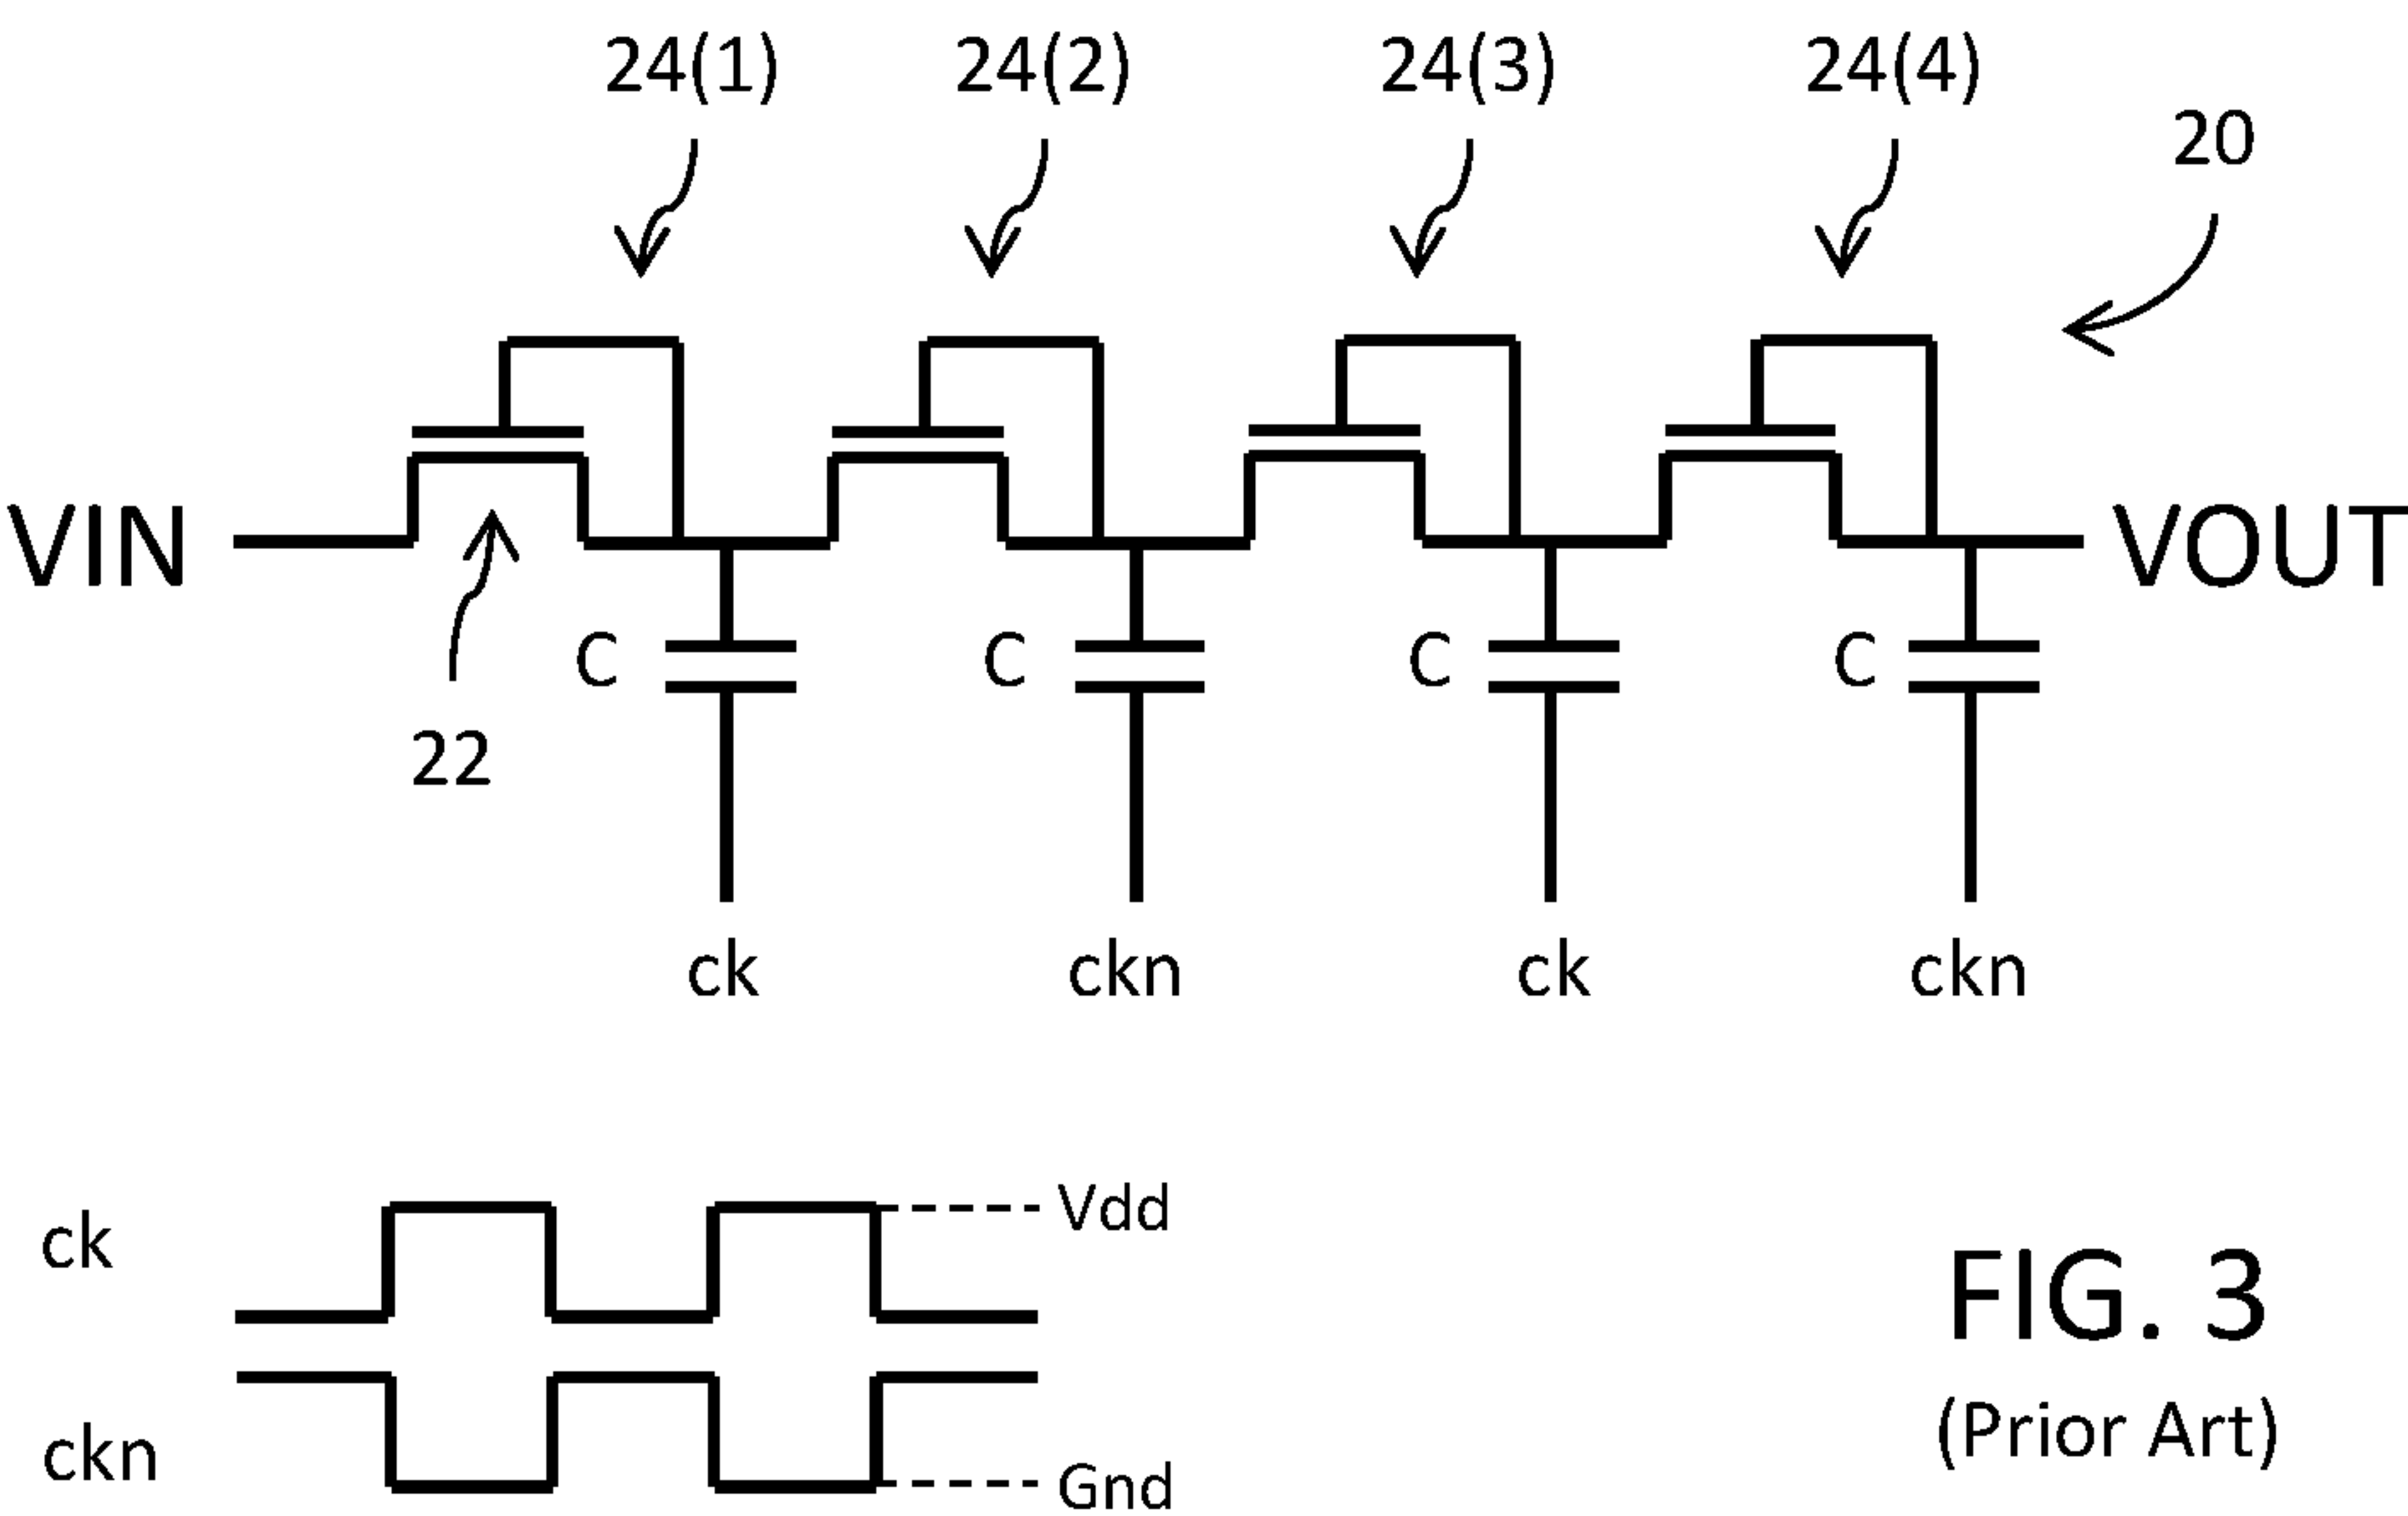 24(1) 24(2) 24(3) 24(4)
20
VIN VOUT
C C C C
22
ck ckn ck ckn
ck Vdd
ckn Gnd
FIG. 3
(Prior Art)